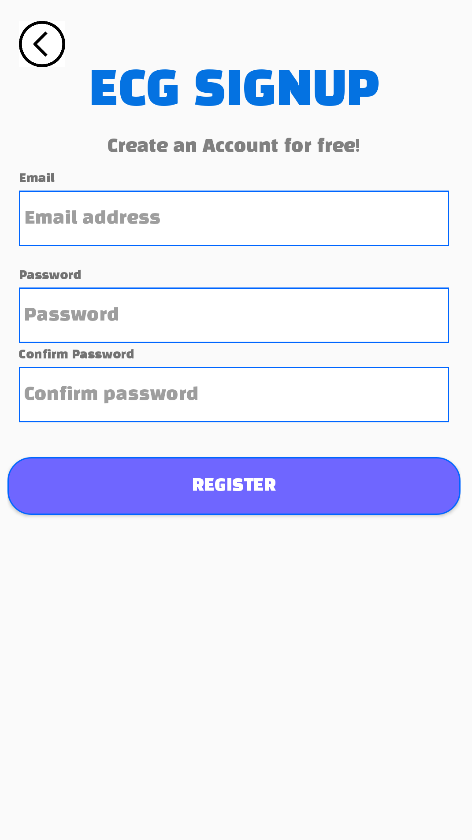 ECG SIGNUP
Create an Account for free!
Email
Email address
Password
Password
Confirm Password
Confirm password
REGISTER